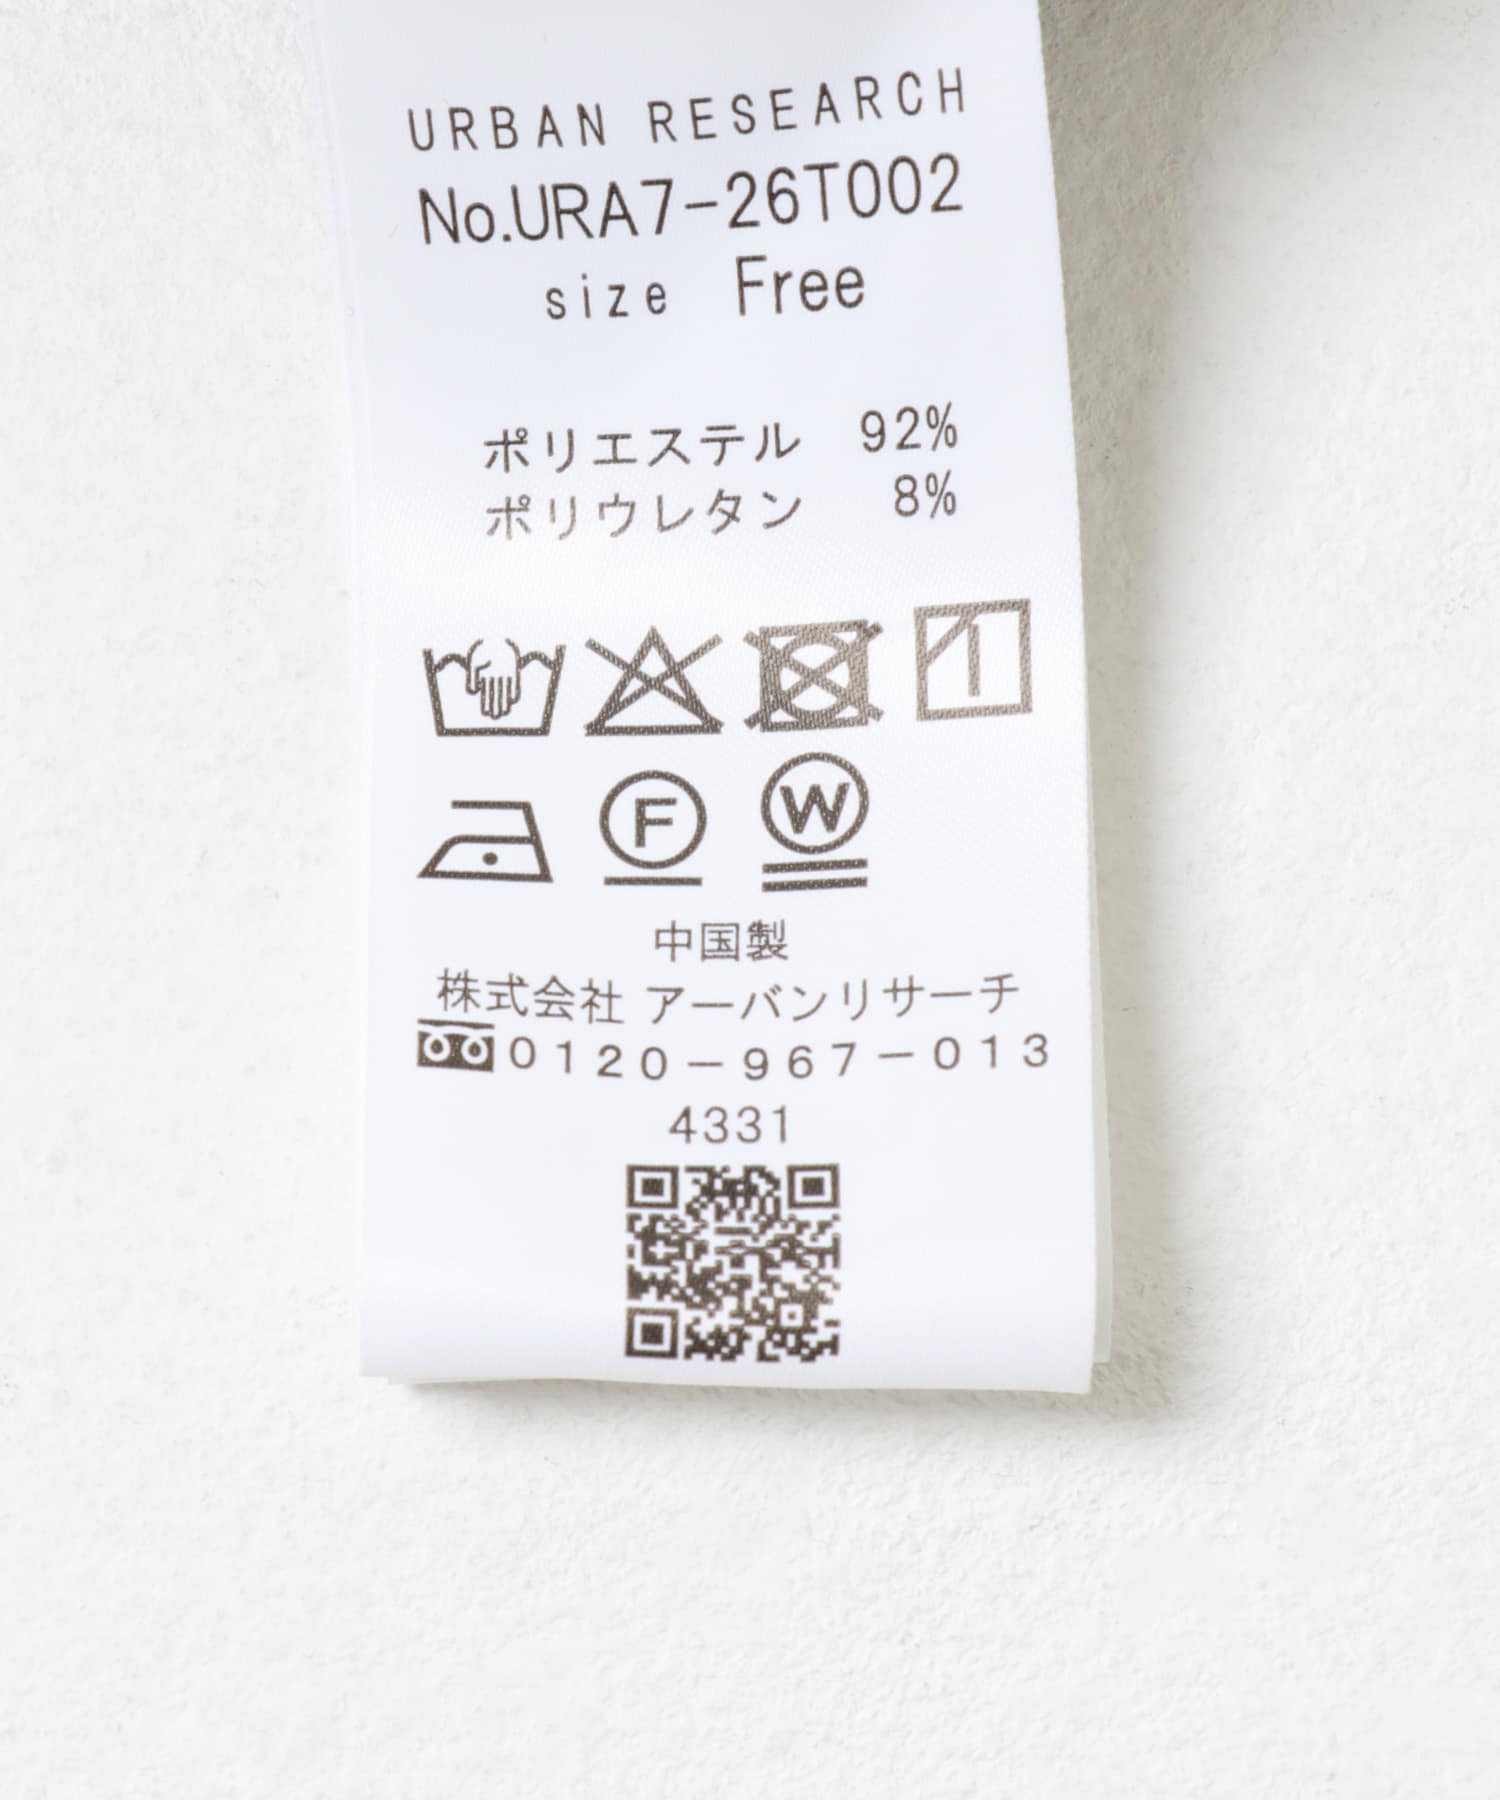 URBAN RESEARCH
No.URA7-26T002
size Free
ポリエステル 92%
ポリウレタン 8%
F W
中国製
株式会社 アーバンリサーチ
0120-967-013
4331